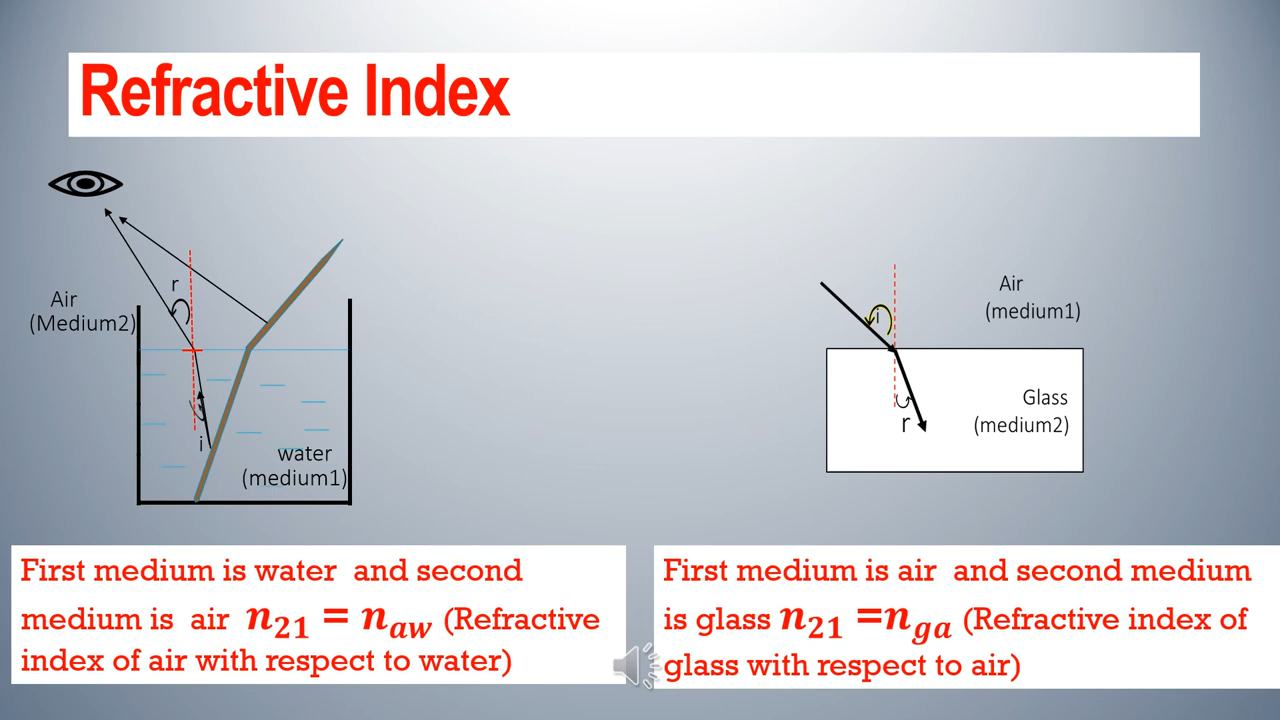 Refractive Index
r
Air
(Medium2)
i
water
(medium1)
i
Air
(medium1)
Glass
(medium2)
r
First medium is water and second
medium is air n₂₁ = n_aw (Refractive
index of air with respect to water)
First medium is air and second medium
is glass n₂₁ =n_ga (Refractive index of
glass with respect to air)